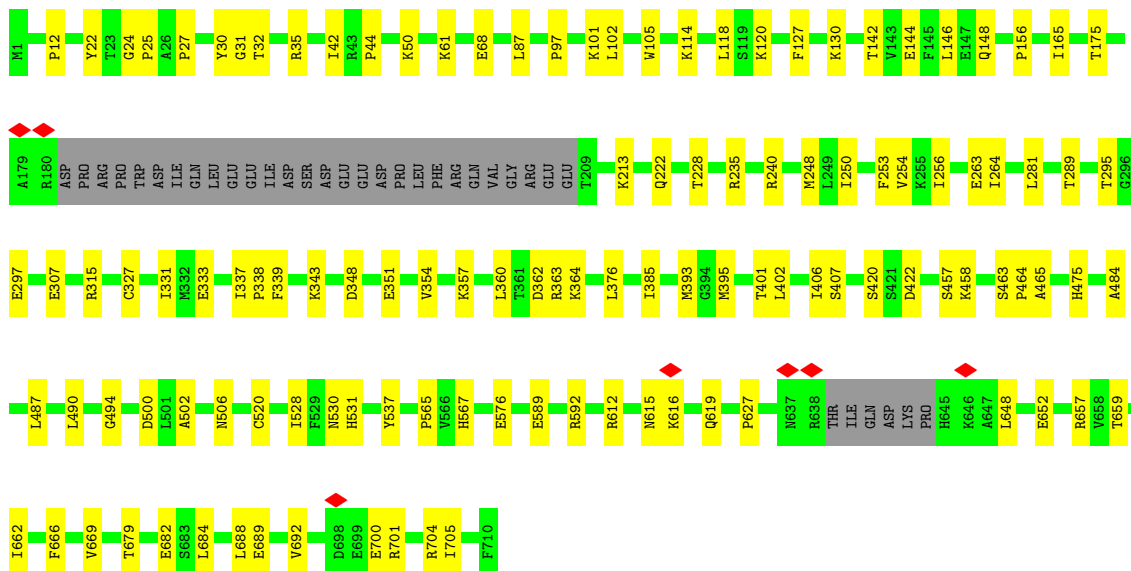 M1 P12 Y22 T23 G24 P25 A26 P27 Y30 G31 T32 R35 I42 R43 P44 K50 K61 E68 L87 P97 K101 L102 W105 K114 L118 S119 K120 F127 K130 T142 V143 E144 F145 L146 E147 Q148 P156 I165 T175
A179 R180 ASP PRO ARG PRO TRP ASP ILE GLN LEU GLU GLU ILE ASP SER ASP GLU GLU ASP PRO LEU PHE ARG GLN VAL GLY ARG GLU GLU T209 K213 Q222 T228 R235 R240 M248 L249 I250 F253 V254 K255 I256 E263 I264 L281 T289 T295 G296
E297 E307 R315 C327 I331 M332 E333 I337 P338 F339 K343 D348 E351 V354 K357 L360 T361 D362 R363 K364 L376 I385 M393 G394 M395 T401 L402 I406 S407 S420 S421 D422 S457 K458 S463 P464 A465 H475 A484
L487 L490 G494 D500 L501 A502 N506 C520 I528 F529 N530 H531 Y537 P565 V566 H567 E576 E589 R592 R612 N615 K616 Q619 P627 N637 R638 THR ILE GLN ASP LYS PRO H645 K646 A647 L648 E652 R657 V658 T659
I662 F666 V669 T679 E682 S683 L684 L688 E689 V692 D698 E699 E700 R701 R704 I705 F710